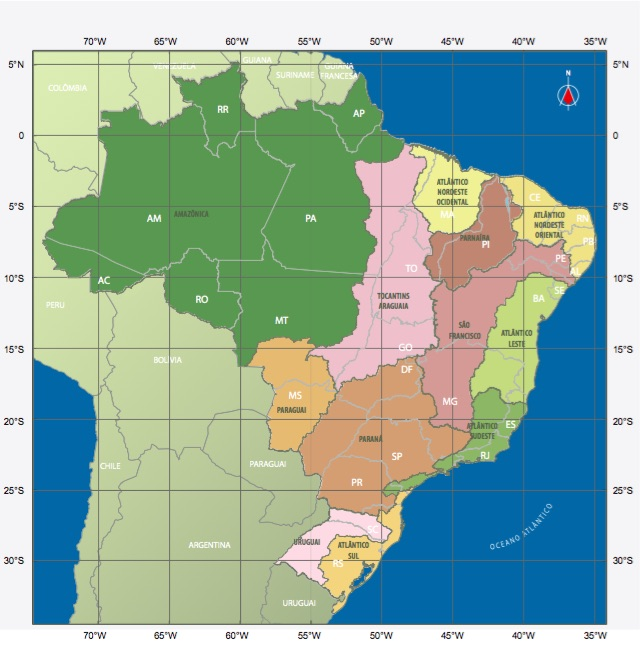 70°W 65°W 60°W 55°W 50°W 45°W 40°W 35°W
5°N 5°N
VENEZUELA
GUIANA
SURINAME
GUIANA
FRANCESA
COLÔMBIA
N
RR
AP
0 0
ATLÂNTICO
NORDESTE
OCIDENTAL
MA
CE
5°S 5°S
AM
AMAZÔNICA
PA
ATLÂNTICO
NORDESTE
ORIENTAL
RN
PARNAÍBA
PI
PB
PE
TO
AL
10°S 10°S
AC
SE
RO
BA
TOCANTINS
ARAGUAIA
PERU
MT
SÃO
FRANCISCO
ATLÂNTICO
LESTE
15°S 15°S
GO
BOLIVIA
DF
MS
MG
PARAGUAI
20°S 20°S
ES
ATLÂNTICO
SUDESTE
PARANÁ
SP
RJ
CHILE
PARAGUAI
PR
25°S 25°S
OCEANO ATLÂNTICO
SC
URUGUAI
ARGENTINA
ATLÂNTICO
SUL
RS
30°S 30°S
URUGUAI
70°W 65°W 60°W 55°W 50°W 45°W 40°W 35°W